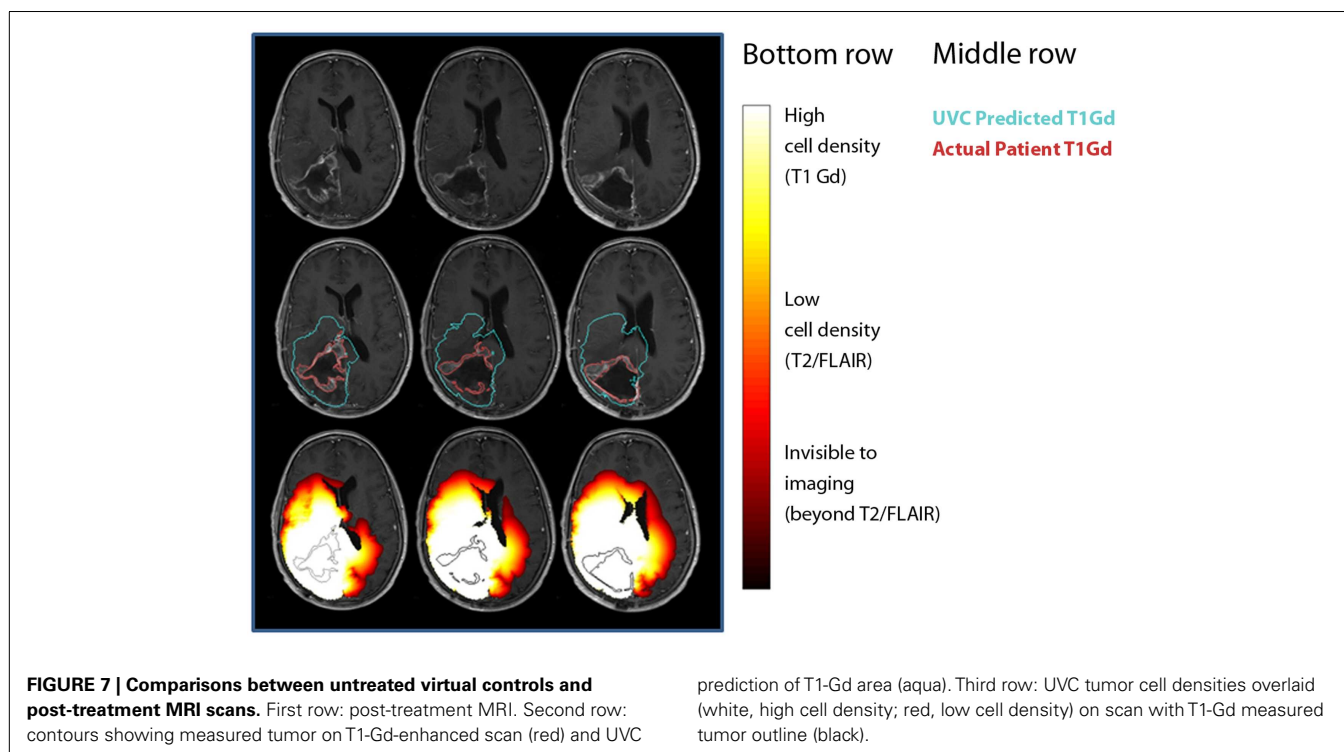 Bottom row
Middle row
High
cell density
(T1 Gd)
UVC Predicted T1Gd
Actual Patient T1Gd
Low
cell density
(T2/FLAIR)
Invisible to
imaging
(beyond T2/FLAIR)
FIGURE 7 | Comparisons between untreated virtual controls and
post-treatment MRI scans. First row: post-treatment MRI. Second row:
contours showing measured tumor on T1-Gd-enhanced scan (red) and UVC
prediction of T1-Gd area (aqua). Third row: UVC tumor cell densities overlaid
(white, high cell density; red, low cell density) on scan with T1-Gd measured
tumor outline (black).